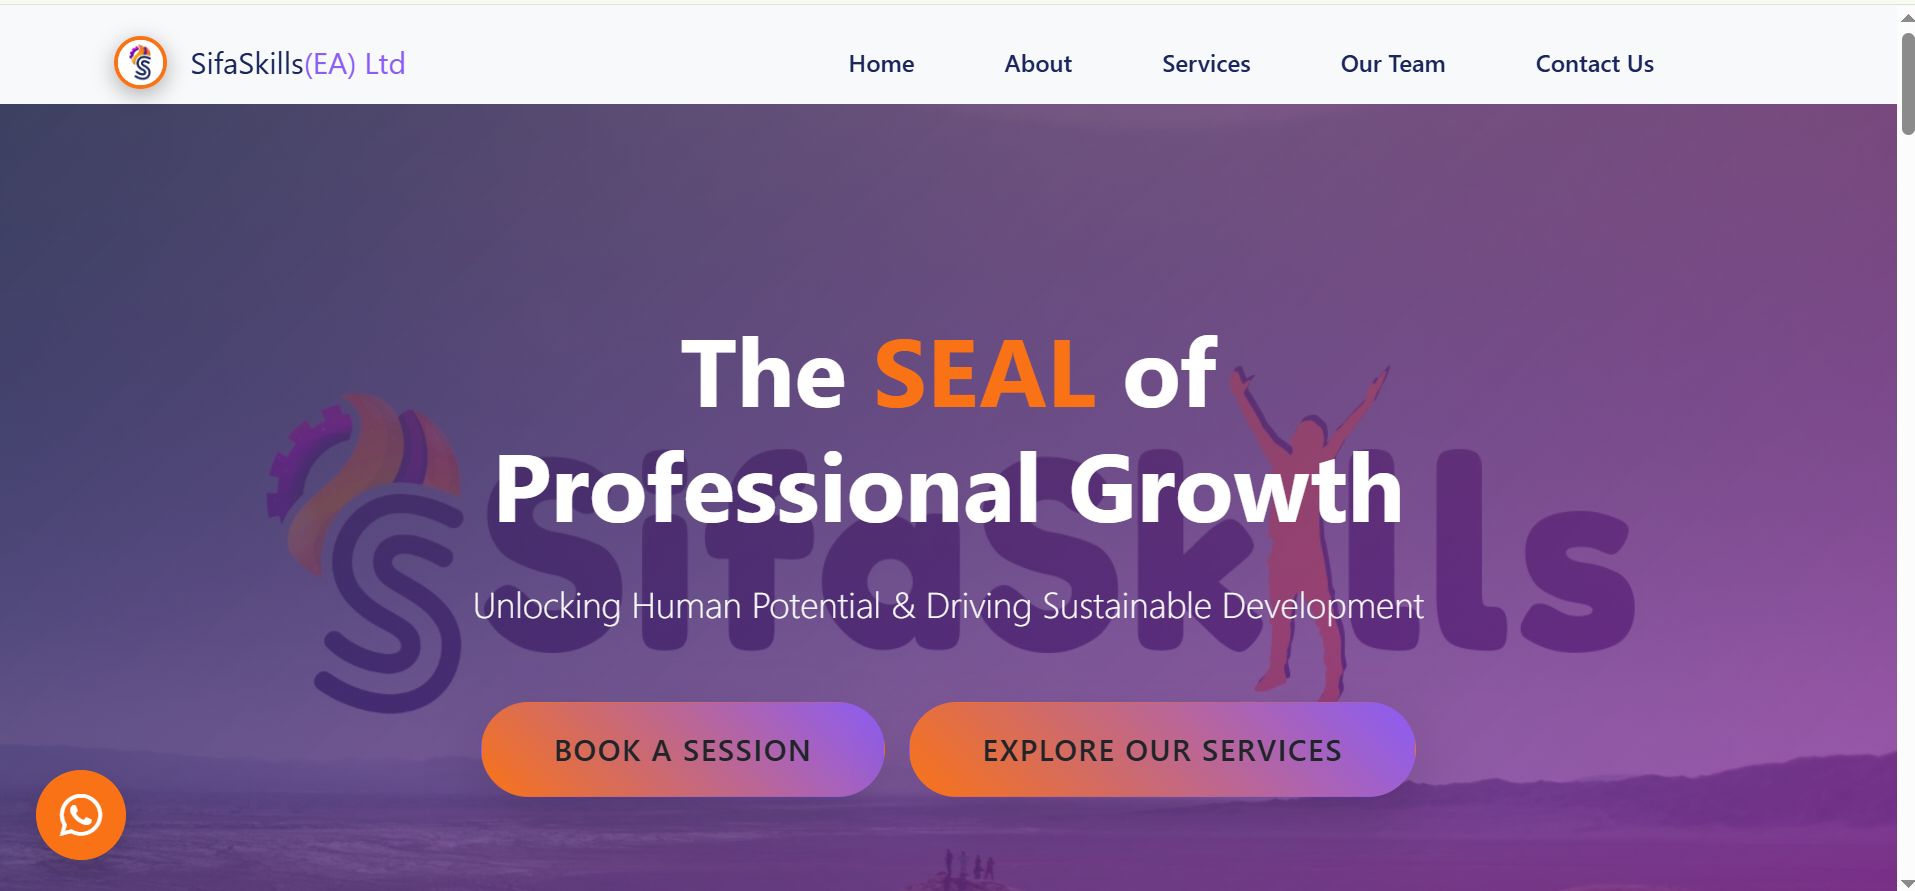 SifaSkills(EA) Ltd
Home
About
Services
Our Team
Contact Us
The SEAL of
Professional Growth
SifaSkills
Unlocking Human Potential & Driving Sustainable Development
BOOK A SESSION
EXPLORE OUR SERVICES